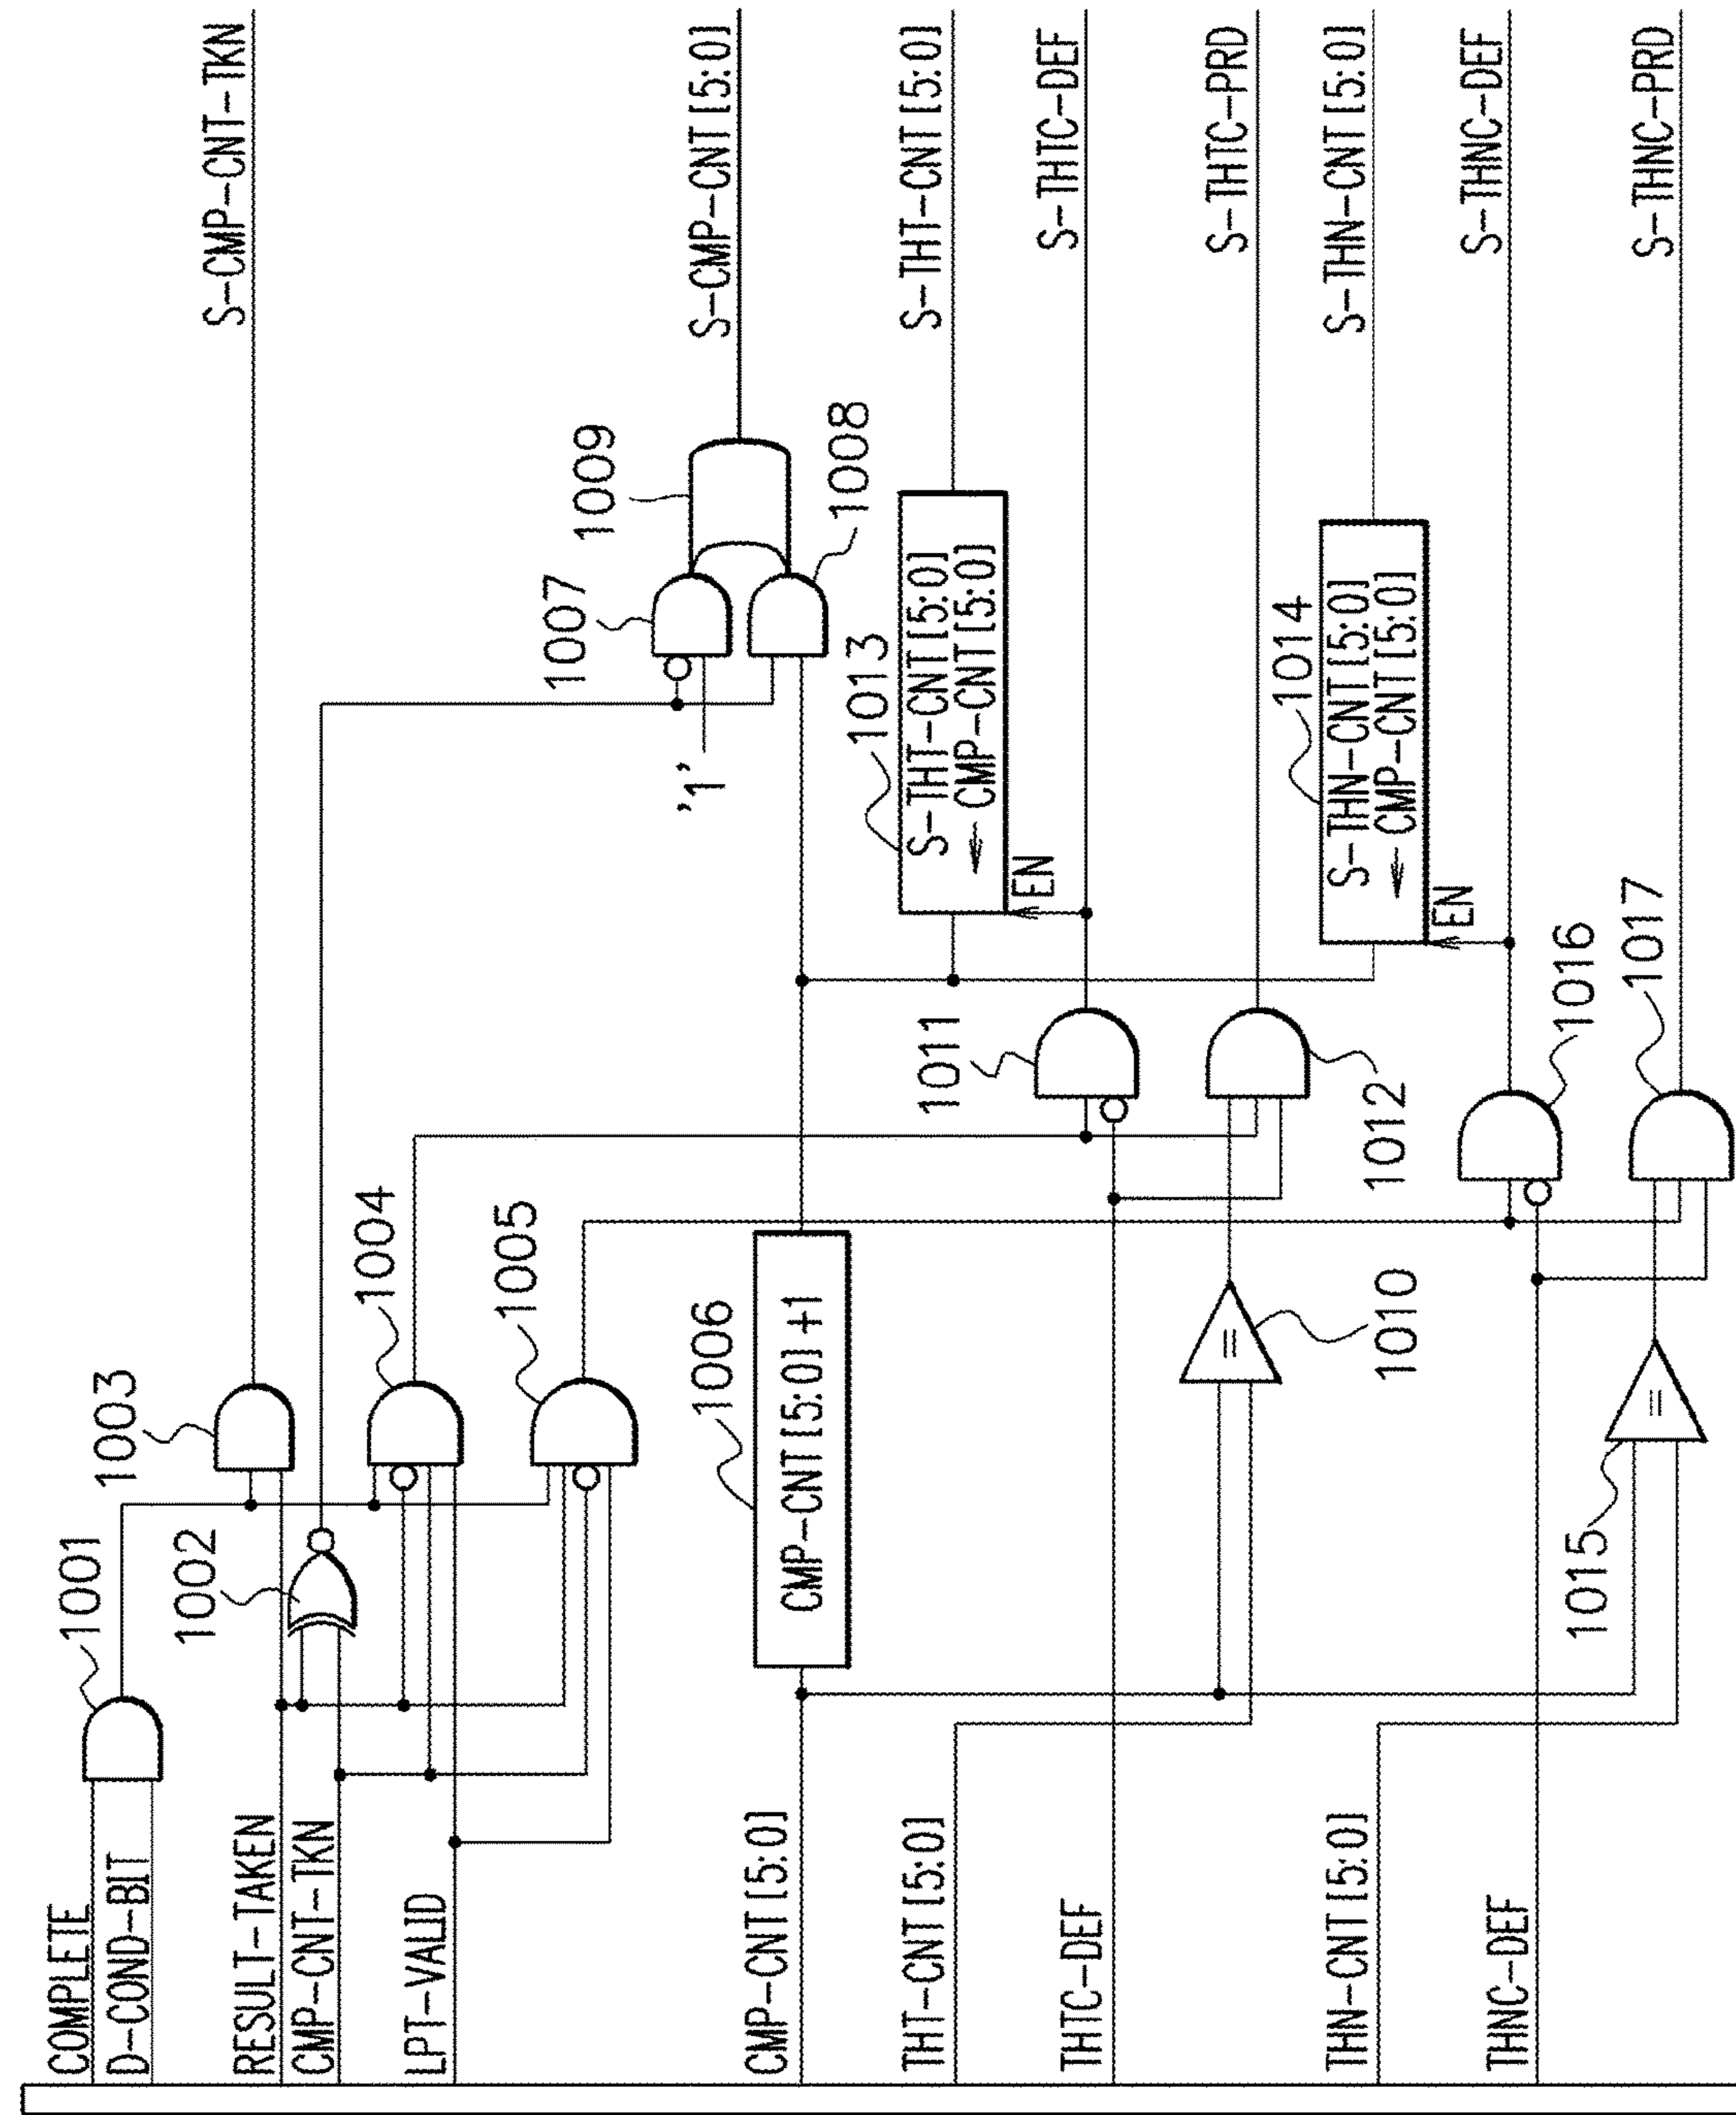 COMPLETE
D-COND-BIT
RESULT-TAKEN
CMP-CNT-TKN
LPT-VALID
CMP-CNT [5:0]
THT-CNT [5:0]
THTC-DEF
THN-CNT [5:0]
THNC-DEF
1001
1002
1003
1004
1005
1006
CMP-CNT [5:0] +1
1010
1015
1011
1012
1016
1017
'1'
1007
1008
1009
1013
S-THT-CNT [5:0]
← CMP-CNT [5:0]
EN
1014
S-THN-CNT [5:0]
← CMP-CNT [5:0]
EN
=
=
S-CMP-CNT-TKN
S-CMP-CNT [5:0]
S-THT-CNT [5:0]
S-THTC-DEF
S-THTC-PRD
S-THN-CNT [5:0]
S-THNC-DEF
S-THNC-PRD